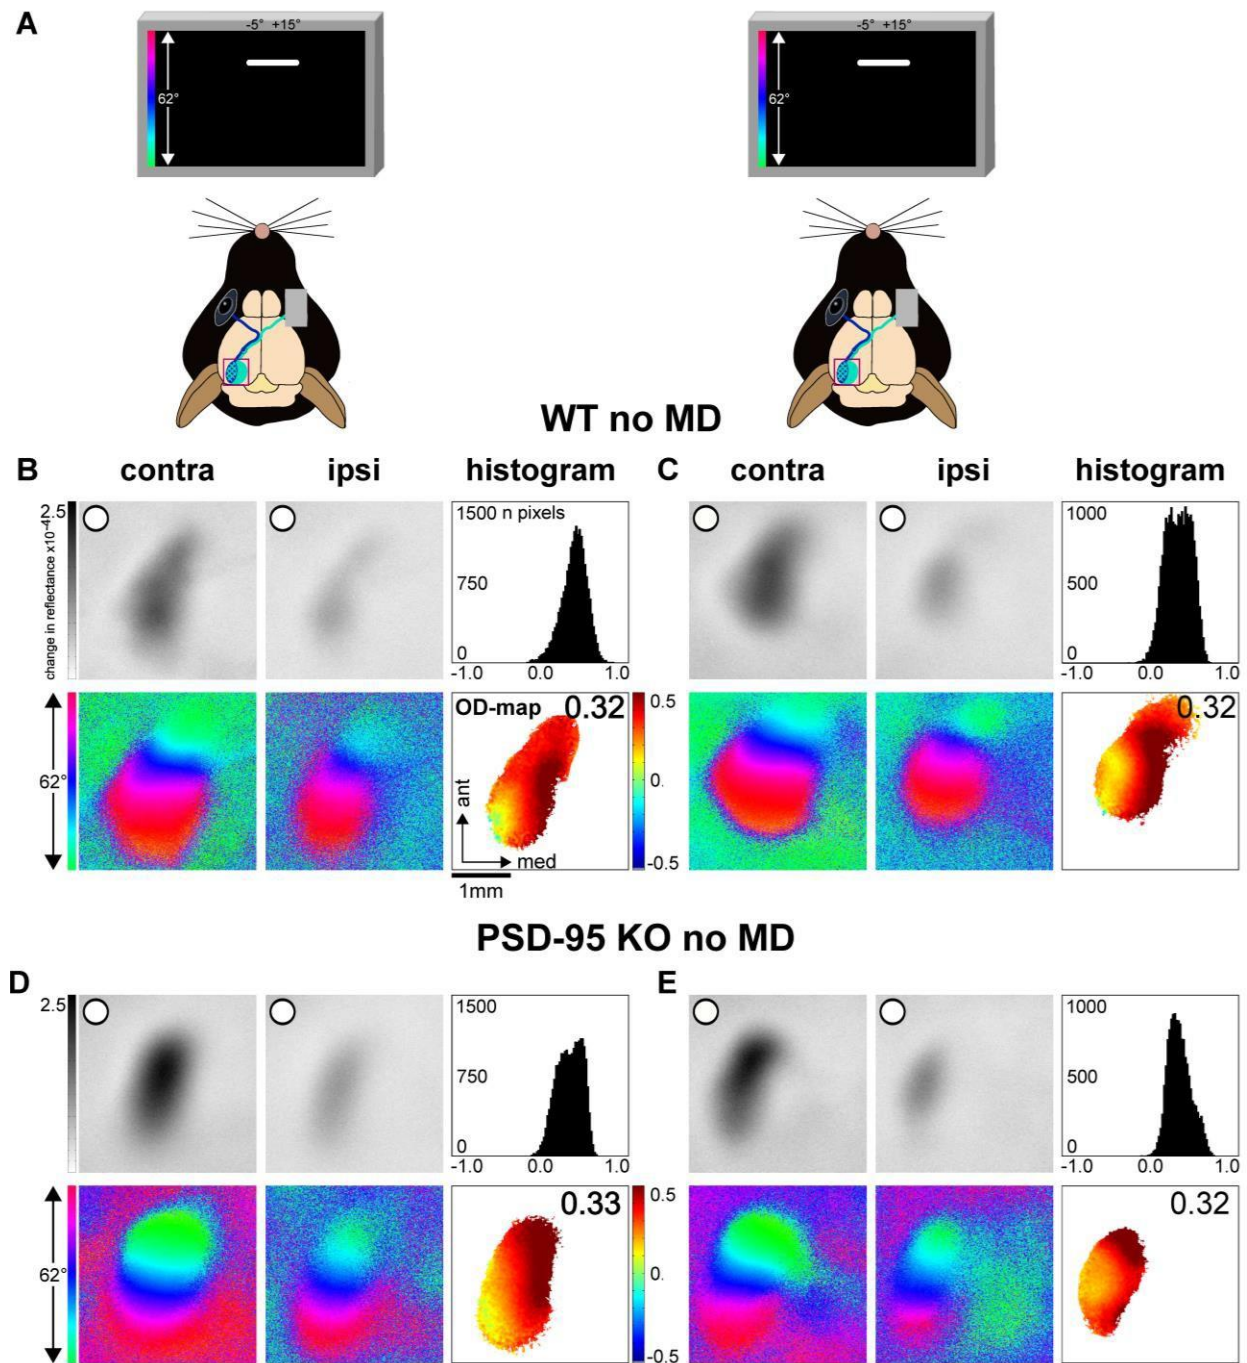 A
-5° +15°
62°
-5° +15°
62°
WT no MD
B
contra
ipsi
histogram
C
contra
ipsi
histogram
2.5
change in reflectance x10⁻⁴
1500 n pixels
750
0
-1.0 0.0 1.0
1000
500
0
-1.0 0.0 1.0
62°
OD-map 0.32
ant
med
1mm
0.5
0.
-0.5
0.32
PSD-95 KO no MD
D
E
2.5
1500
750
0
-1.0 0.0 1.0
1000
500
0
-1.0 0.0 1.0
62°
0.33
0.5
0.
-0.5
0.32